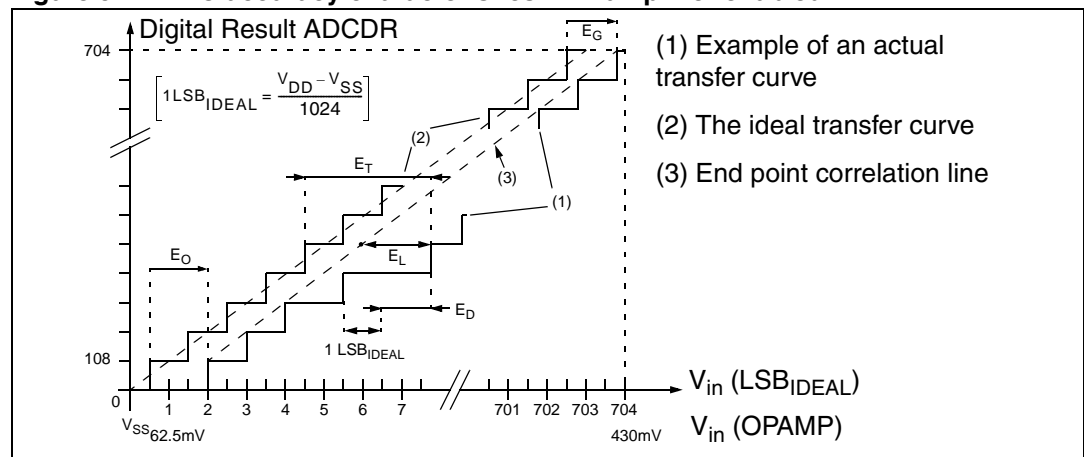 Digital Result ADCDR
704
1LSB_IDEAL = V_DD – V_SS / 1024
E_G
(1) Example of an actual
transfer curve
(2) The ideal transfer curve
(3) End point correlation line
(2)
E_T
(3)
(1)
E_O
E_L
E_D
1 LSB_IDEAL
108
0
1 2 3 4 5 6 7 701 702 703 704
V_in (LSB_IDEAL)
V_SS 62.5mV
430mV
V_in (OPAMP)